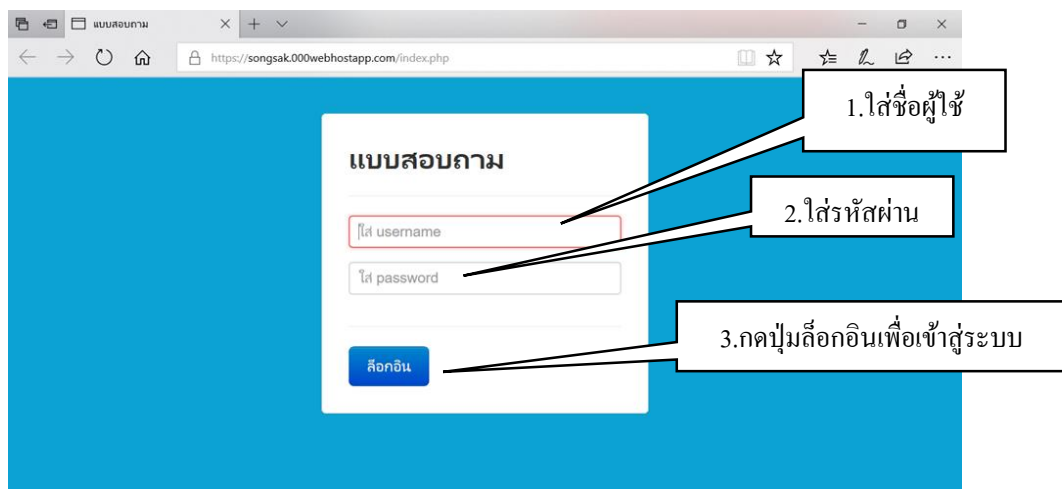 แบบสอบถาม
https://songsak.000webhostapp.com/index.php
1.ใส่ชื่อผู้ใช้
แบบสอบถาม
2.ใส่รหัสผ่าน
ใส่ username
ใส่ password
3.กดปุ่มล็อกอินเพื่อเข้าสู่ระบบ
ล็อกอิน